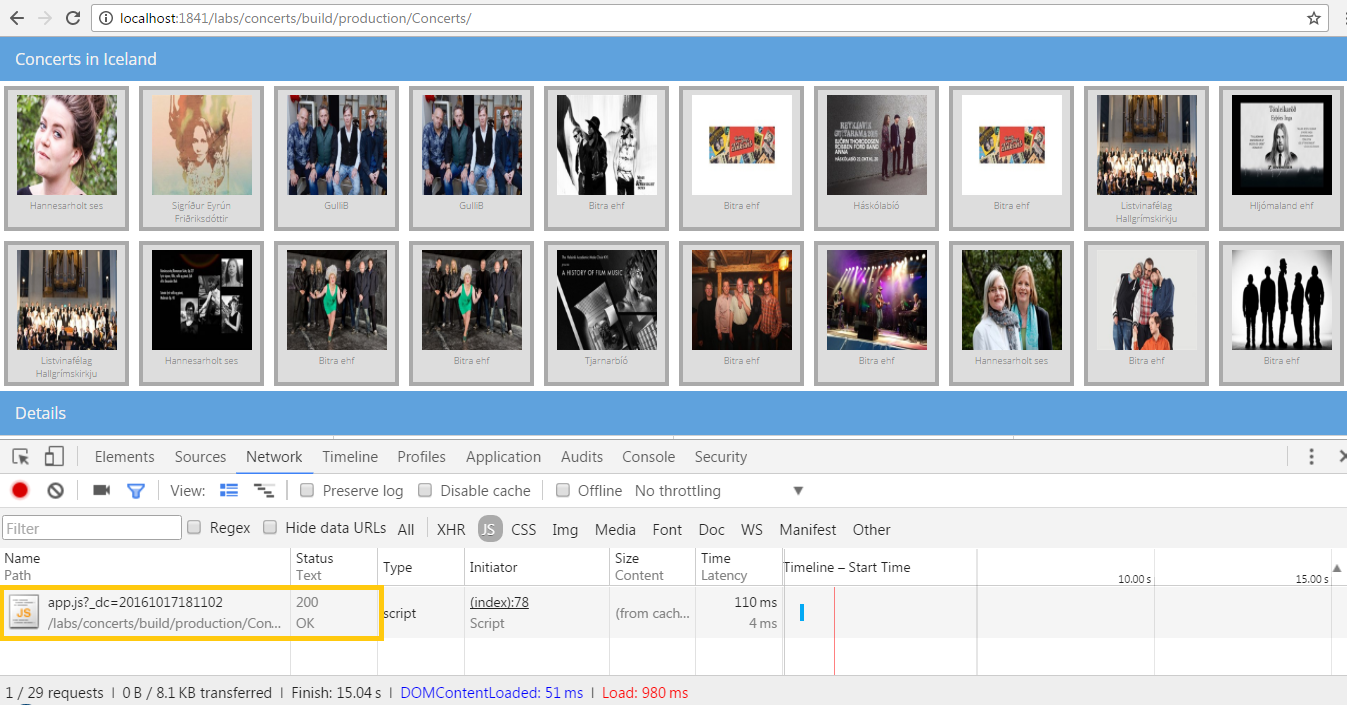 localhost:1841/labs/concerts/build/production/Concerts/
Concerts in Iceland
Hannesarholt ses
Sigríður Eyrún
Friðriksdóttir
GulliB
GulliB
Bitra ehf
Bitra ehf
Háskólabíó
Bitra ehf
Listvinafélag
Hallgrímskirkju
Hljómaland ehf
Listvinafélag
Hallgrímskirkju
Hannesarholt ses
Bitra ehf
Bitra ehf
A HISTORY OF FILM MUSIC
Tjarnarbíó
Bitra ehf
Bitra ehf
Hannesarholt ses
Bitra ehf
Bitra ehf
Details
Elements Sources Network Timeline Profiles Application Audits Console Security
View: Preserve log Disable cache Offline No throttling
Filter Regex Hide data URLs All XHR JS CSS Img Media Font Doc WS Manifest Other
Name Status Type Initiator Size Time Timeline – Start Time
Path Text Content Latency 10.00 s 15.00 s
JS app.js?_dc=20161017181102 200 script (index):78 (from cach... 110 ms
/labs/concerts/build/production/Con... OK Script 4 ms
1 / 29 requests I 0 B / 8.1 KB transferred I Finish: 15.04 s I DOMContentLoaded: 51 ms I Load: 980 ms